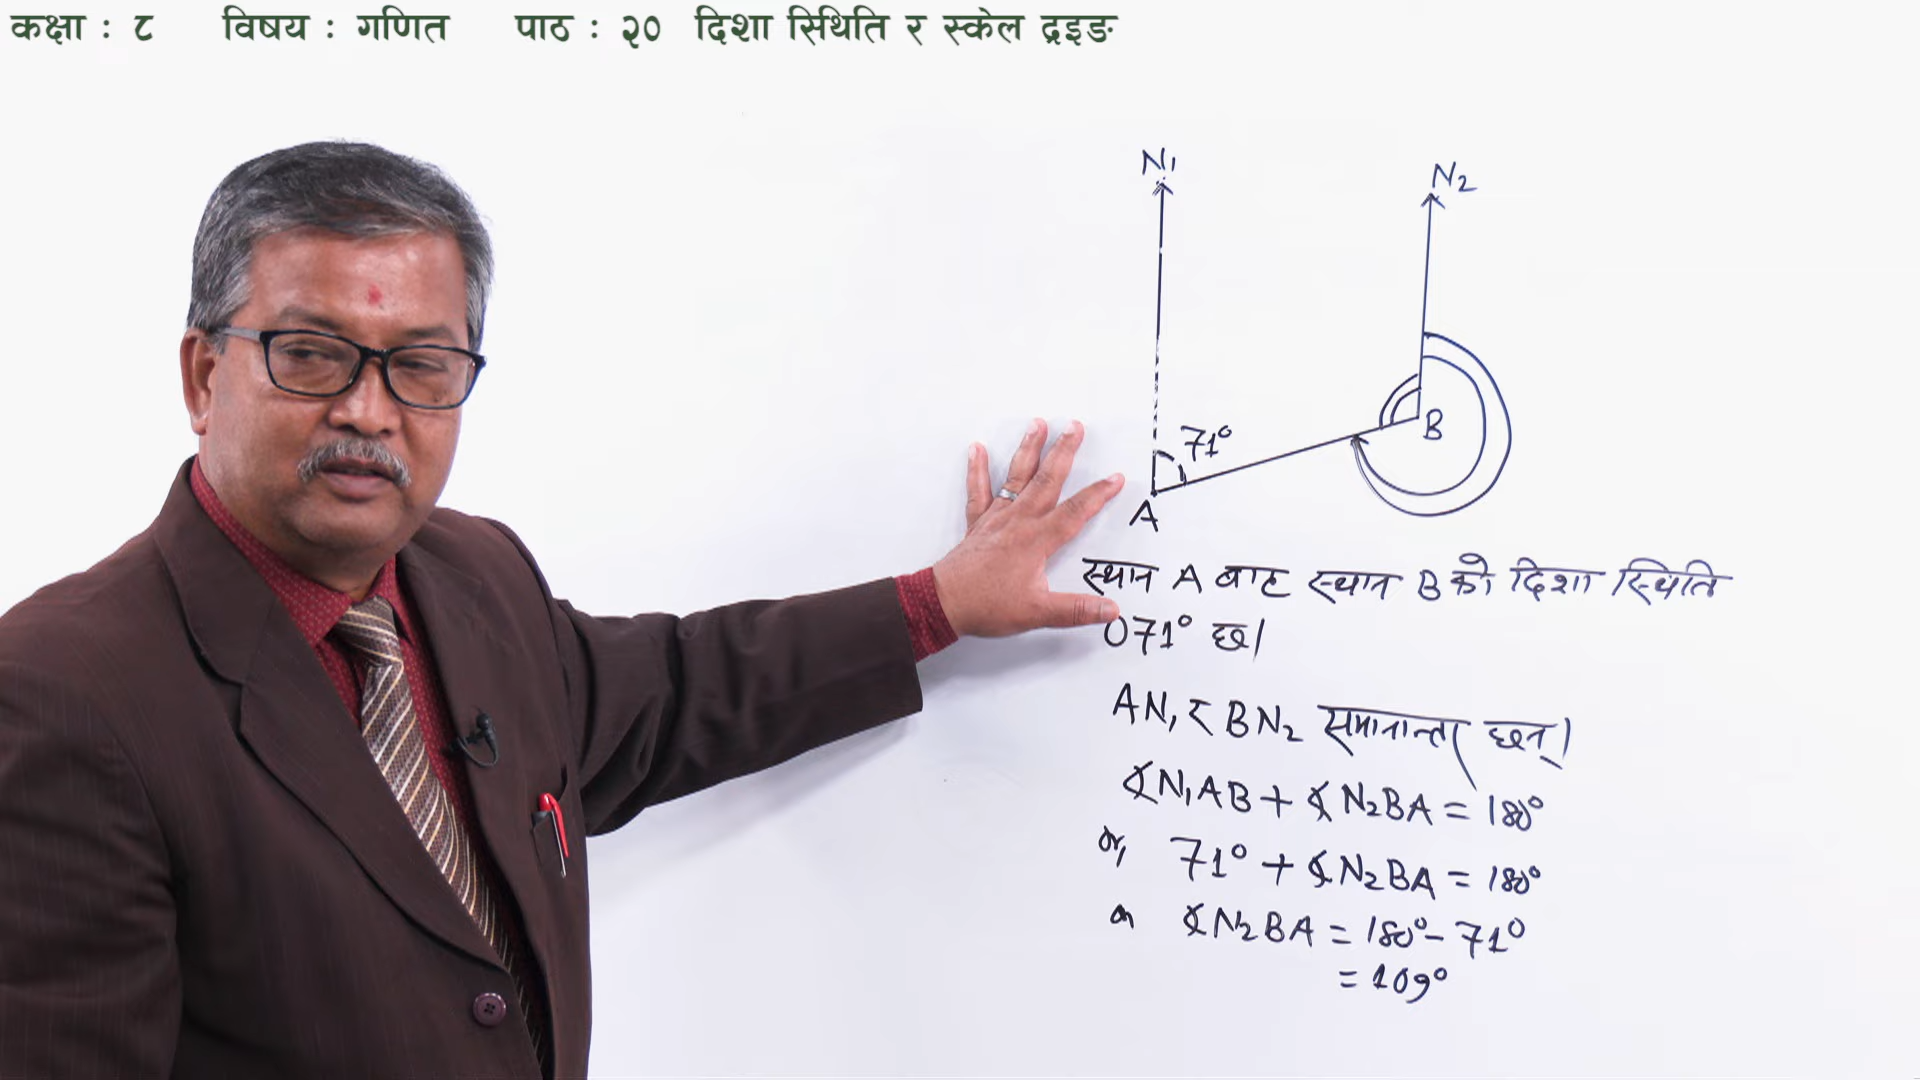 कक्षा : ८ विषय : गणित पाठ : २० दिशा स्थिति र स्केल द्रइङ
N1
N2
71°
B
A
स्थान A बाट स्थान B को दिशा स्थिति
071° छ।
AN1 र BN2 समानान्तर छन्।
∡N1AB + ∡N2BA = 180°
or, 71° + ∡N2BA = 180°
or ∡N2BA = 180° - 71°
= 109°